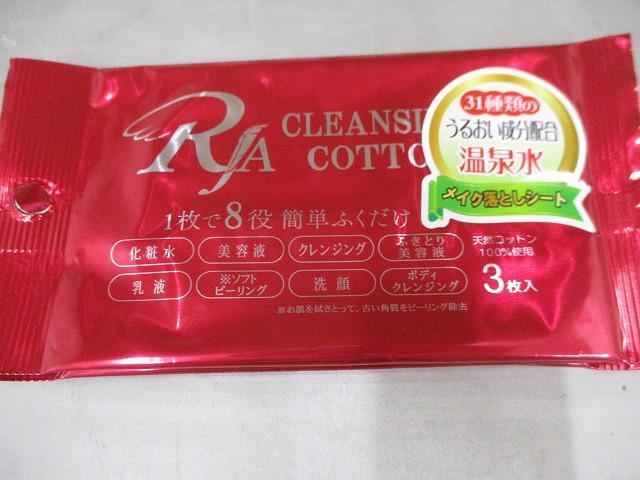 RJA
CLEANSI
COTTO
31種類の
うるおい成分配合
温泉水
メイク落としシート
1枚で8役 簡単ふくだけ
化粧水 美容液 クレンジング ふきとり美容液
天然コットン
100%使用
乳液 ※ソフトピーリング 洗顔 ボディクレンジング
3枚入
※お肌を拭きとって、古い角質をピーリング除去